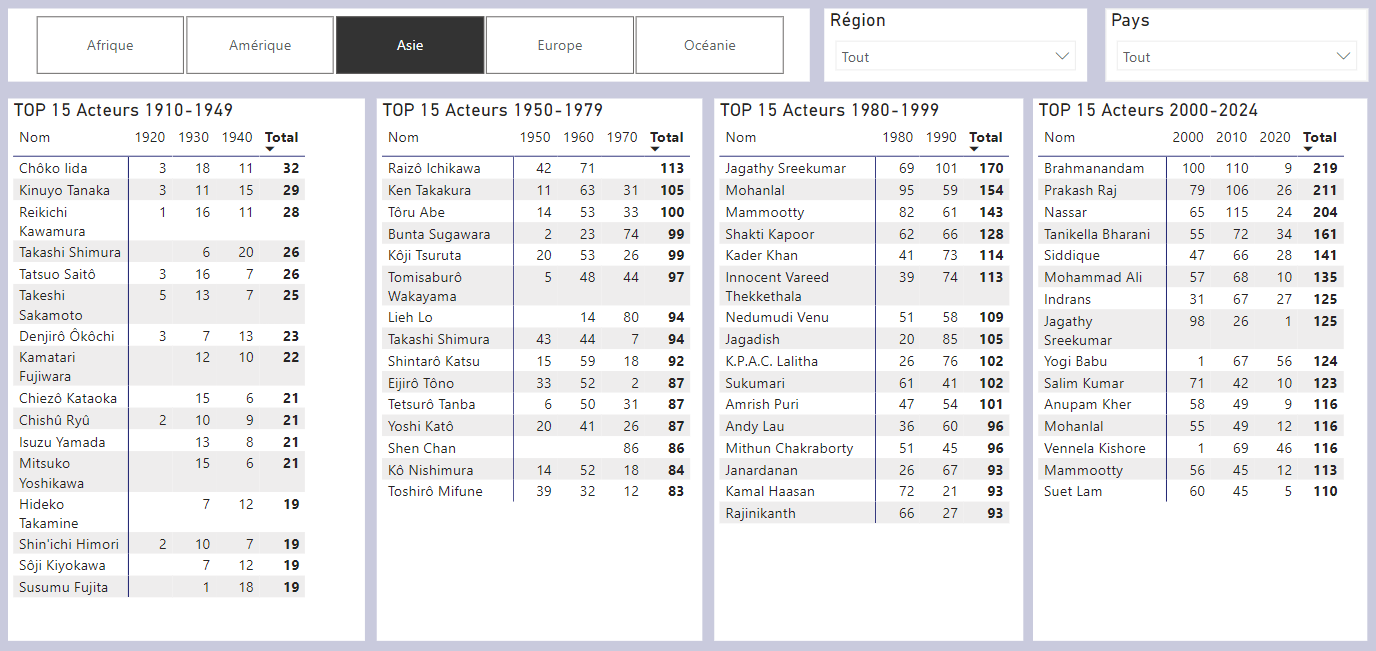 Afrique Amérique Asie Europe Océanie
Région
Tout
Pays
Tout
TOP 15 Acteurs 1910-1949
Nom 1920 1930 1940 Total
Chôko Iida 3 18 11 32
Kinuyo Tanaka 3 11 15 29
Reikichi 1 16 11 28
Kawamura
Takashi Shimura 6 20 26
Tatsuo Saitô 3 16 7 26
Takeshi 5 13 7 25
Sakamoto
Denjirô Ôkôchi 3 7 13 23
Kamatari 12 10 22
Fujiwara
Chiezô Kataoka 15 6 21
Chishû Ryû 2 10 9 21
Isuzu Yamada 13 8 21
Mitsuko 15 6 21
Yoshikawa
Hideko 7 12 19
Takamine
Shin'ichi Himori 2 10 7 19
Sôji Kiyokawa 7 12 19
Susumu Fujita 1 18 19
TOP 15 Acteurs 1950-1979
Nom 1950 1960 1970 Total
Raizô Ichikawa 42 71 113
Ken Takakura 11 63 31 105
Tôru Abe 14 53 33 100
Bunta Sugawara 2 23 74 99
Kôji Tsuruta 20 53 26 99
Tomisaburô 5 48 44 97
Wakayama
Lieh Lo 14 80 94
Takashi Shimura 43 44 7 94
Shintarô Katsu 15 59 18 92
Eijirô Tôno 33 52 2 87
Tetsurô Tanba 6 50 31 87
Yoshi Katô 20 41 26 87
Shen Chan 86 86
Kô Nishimura 14 52 18 84
Toshirô Mifune 39 32 12 83
TOP 15 Acteurs 1980-1999
Nom 1980 1990 Total
Jagathy Sreekumar 69 101 170
Mohanlal 95 59 154
Mammootty 82 61 143
Shakti Kapoor 62 66 128
Kader Khan 41 73 114
Innocent Vareed 39 74 113
Thekkethala
Nedumudi Venu 51 58 109
Jagadish 20 85 105
K.P.A.C. Lalitha 26 76 102
Sukumari 61 41 102
Amrish Puri 47 54 101
Andy Lau 36 60 96
Mithun Chakraborty 51 45 96
Janardanan 26 67 93
Kamal Haasan 72 21 93
Rajinikanth 66 27 93
TOP 15 Acteurs 2000-2024
Nom 2000 2010 2020 Total
Brahmanandam 100 110 9 219
Prakash Raj 79 106 26 211
Nassar 65 115 24 204
Tanikella Bharani 55 72 34 161
Siddique 47 66 28 141
Mohammad Ali 57 68 10 135
Indrans 31 67 27 125
Jagathy 98 26 1 125
Sreekumar
Yogi Babu 1 67 56 124
Salim Kumar 71 42 10 123
Anupam Kher 58 49 9 116
Mohanlal 55 49 12 116
Vennela Kishore 1 69 46 116
Mammootty 56 45 12 113
Suet Lam 60 45 5 110